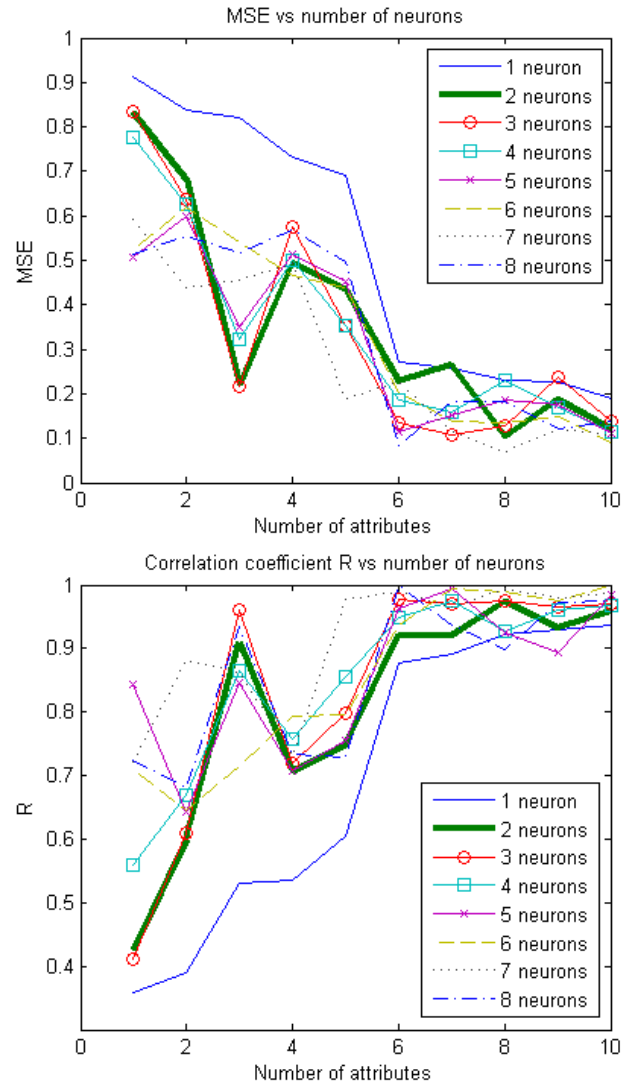 MSE vs number of neurons
1
0.9
0.8
0.7
0.6
0.5
0.4
0.3
0.2
0.1
0
MSE
1 neuron
2 neurons
3 neurons
4 neurons
5 neurons
6 neurons
7 neurons
8 neurons
0 2 4 6 8 10
Number of attributes
Correlation coefficient R vs number of neurons
1
0.9
0.8
0.7
0.6
0.5
0.4
R
1 neuron
2 neurons
3 neurons
4 neurons
5 neurons
6 neurons
7 neurons
8 neurons
0 2 4 6 8 10
Number of attributes